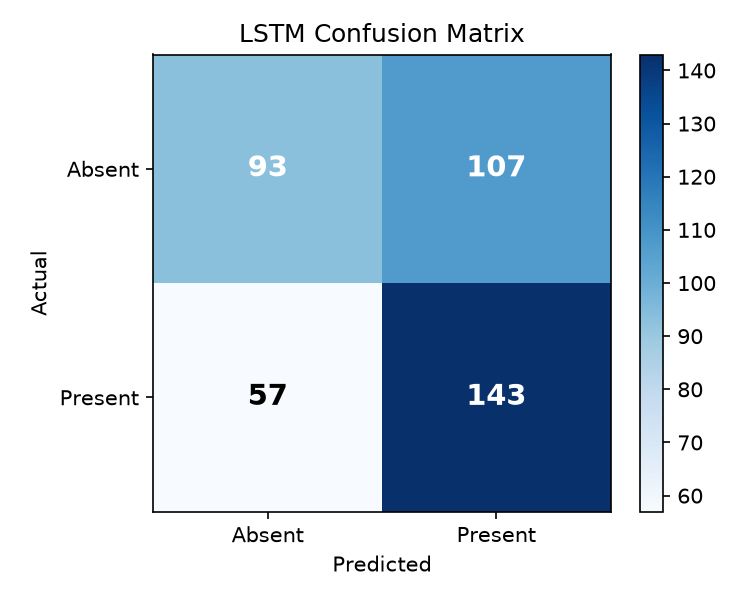 LSTM Confusion Matrix
Actual
Absent
Present
93
107
57
143
Absent
Present
Predicted
140
130
120
110
100
90
80
70
60